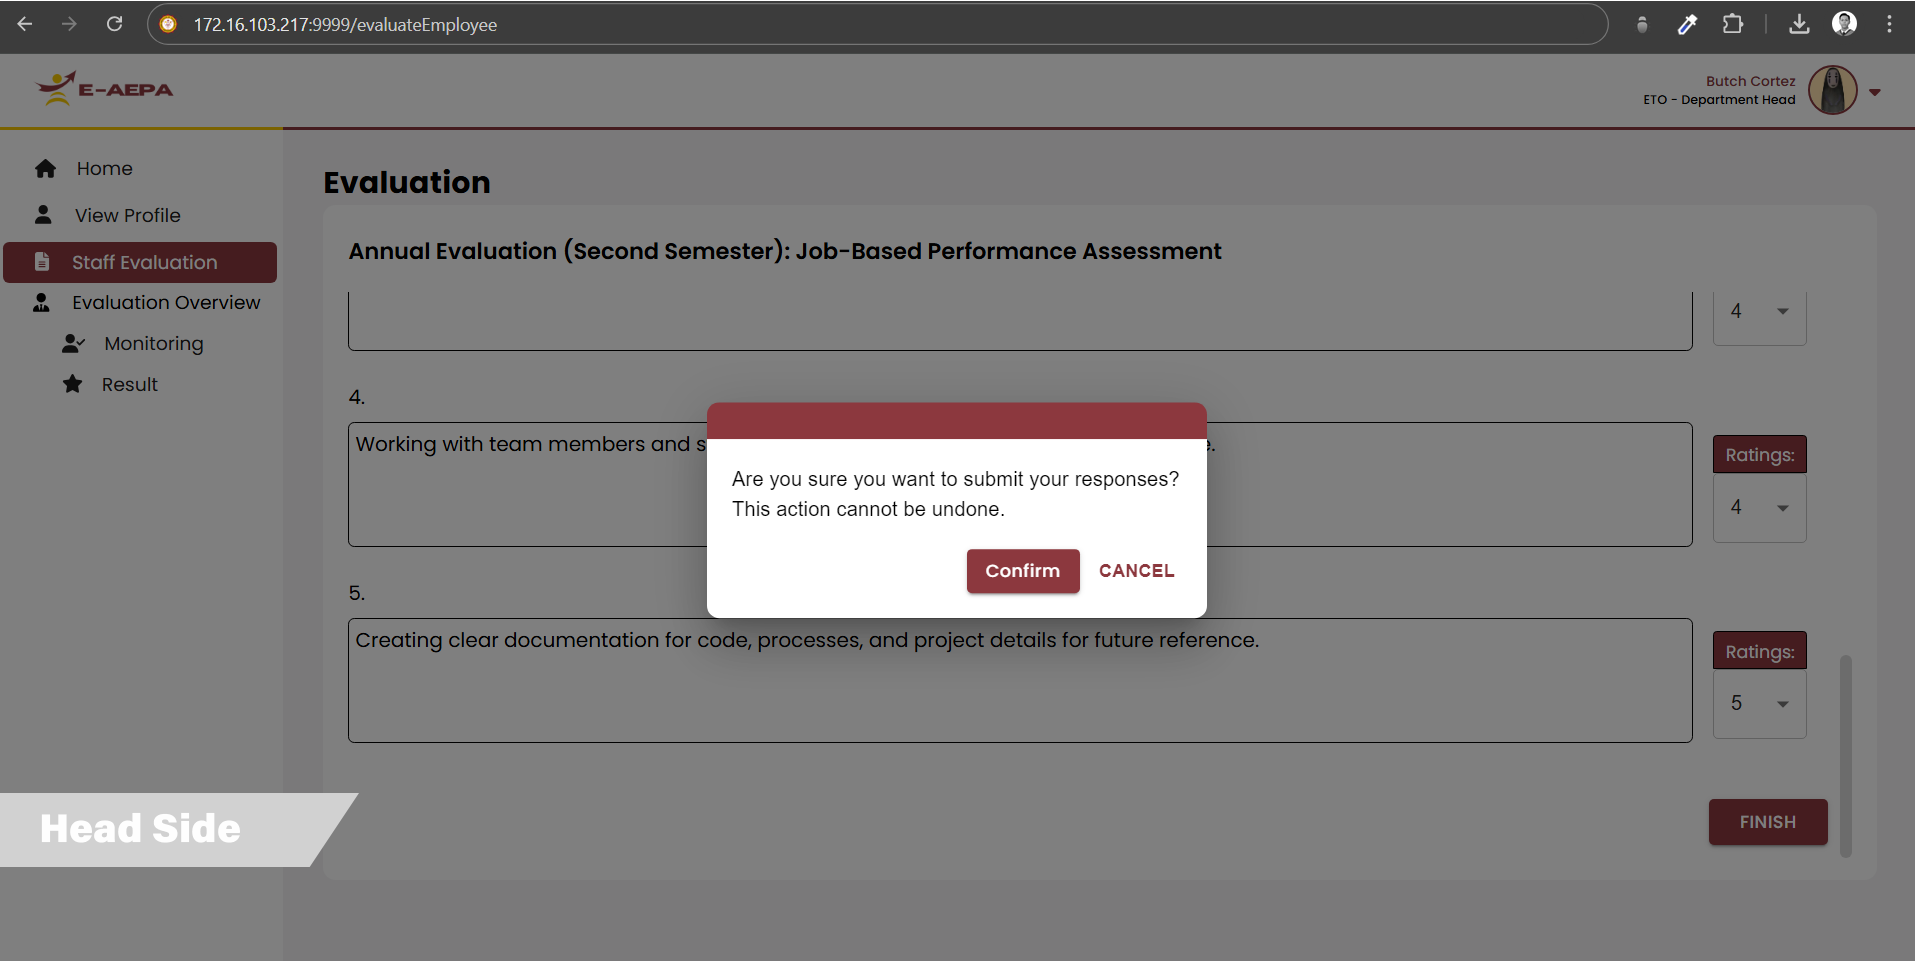 172.16.103.217:9999/evaluateEmployee
E-AEPA
Butch Cortez
ETO - Department Head
Home
View Profile
Staff Evaluation
Evaluation Overview
Monitoring
Result
Evaluation
Annual Evaluation (Second Semester): Job-Based Performance Assessment
4
4.
Working with team members and
Ratings:
4
Are you sure you want to submit your responses?
This action cannot be undone.
Confirm
CANCEL
5.
Creating clear documentation for code, processes, and project details for future reference.
Ratings:
5
FINISH
Head Side